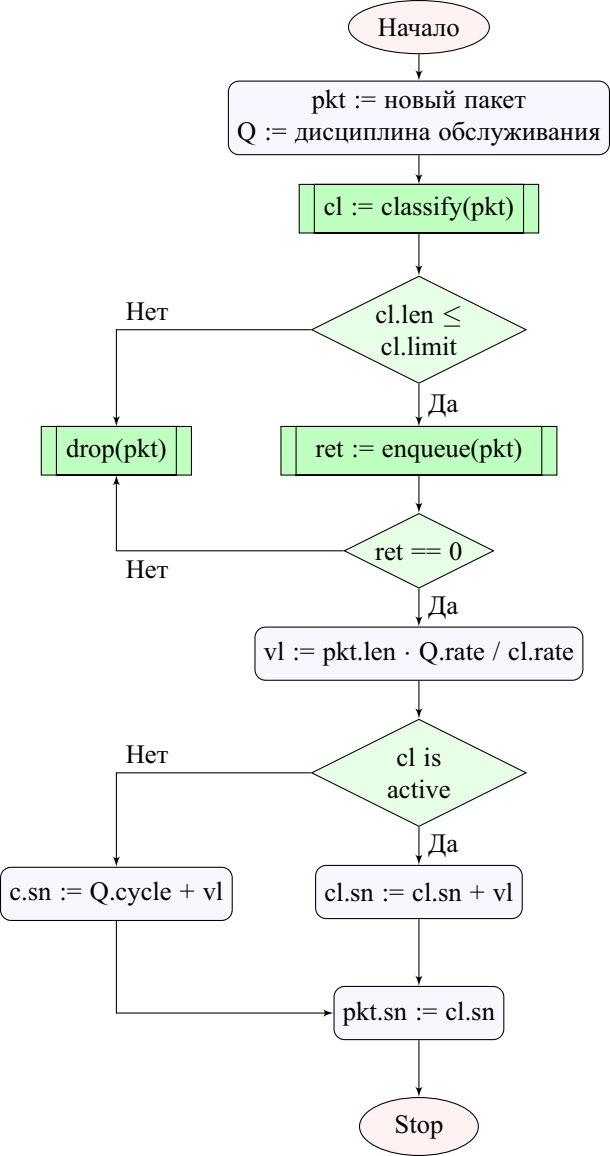 Начало
pkt := новый пакет
Q := дисциплина обслуживания
cl := classify(pkt)
cl.len ≤
cl.limit
Нет
Да
drop(pkt)
ret := enqueue(pkt)
ret == 0
Нет
Да
vl := pkt.len · Q.rate / cl.rate
cl is
active
Нет
Да
c.sn := Q.cycle + vl
cl.sn := cl.sn + vl
pkt.sn := cl.sn
Stop